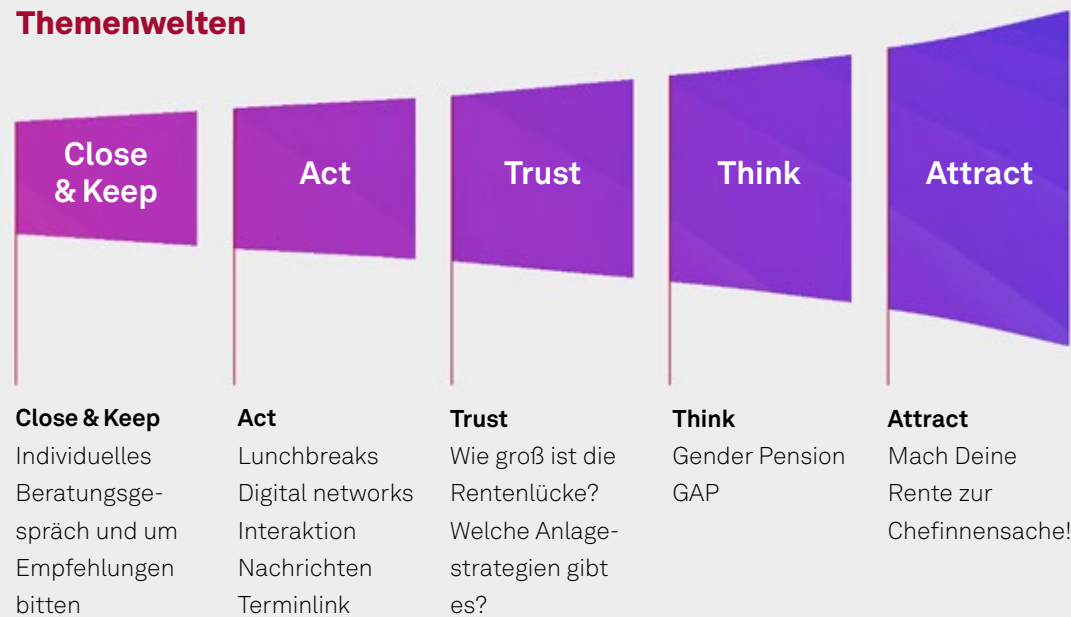 Themenwelten
Close
& Keep
Act
Trust
Think
Attract
Close & Keep
Individuelles
Beratungsge-
spräch und um
Empfehlungen
bitten
Act
Lunchbreaks
Digital networks
Interaktion
Nachrichten
Terminlink
Trust
Wie groß ist die
Rentenlücke?
Welche Anlage-
strategien gibt
es?
Think
Gender Pension
GAP
Attract
Mach Deine
Rente zur
Chefinnensache!